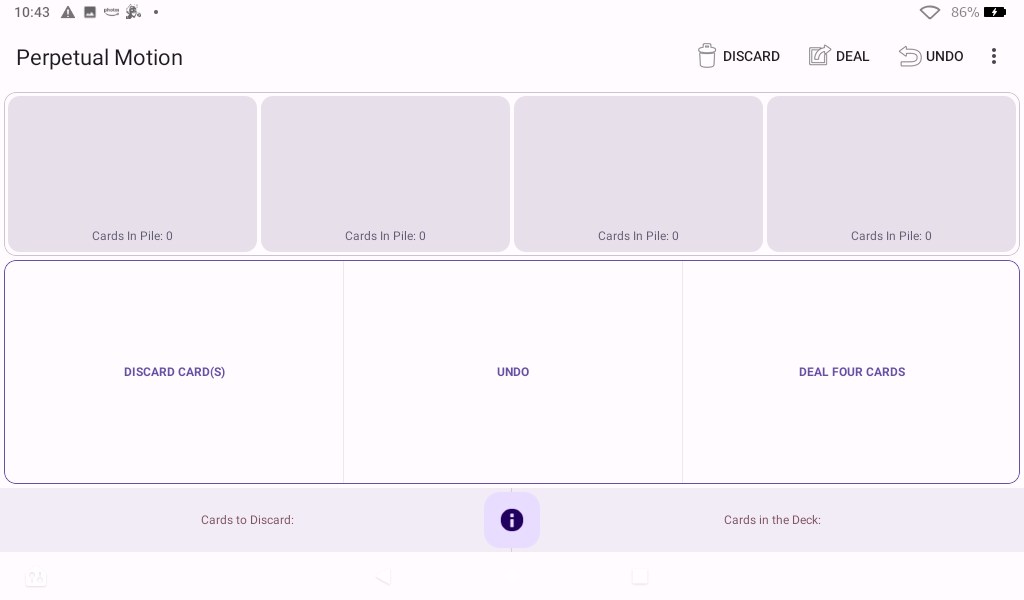 10:43
photos
86%
Perpetual Motion
DISCARD
DEAL
UNDO
Cards In Pile: 0
Cards In Pile: 0
Cards In Pile: 0
Cards In Pile: 0
DISCARD CARD(S)
UNDO
DEAL FOUR CARDS
Cards to Discard:
Cards in the Deck: